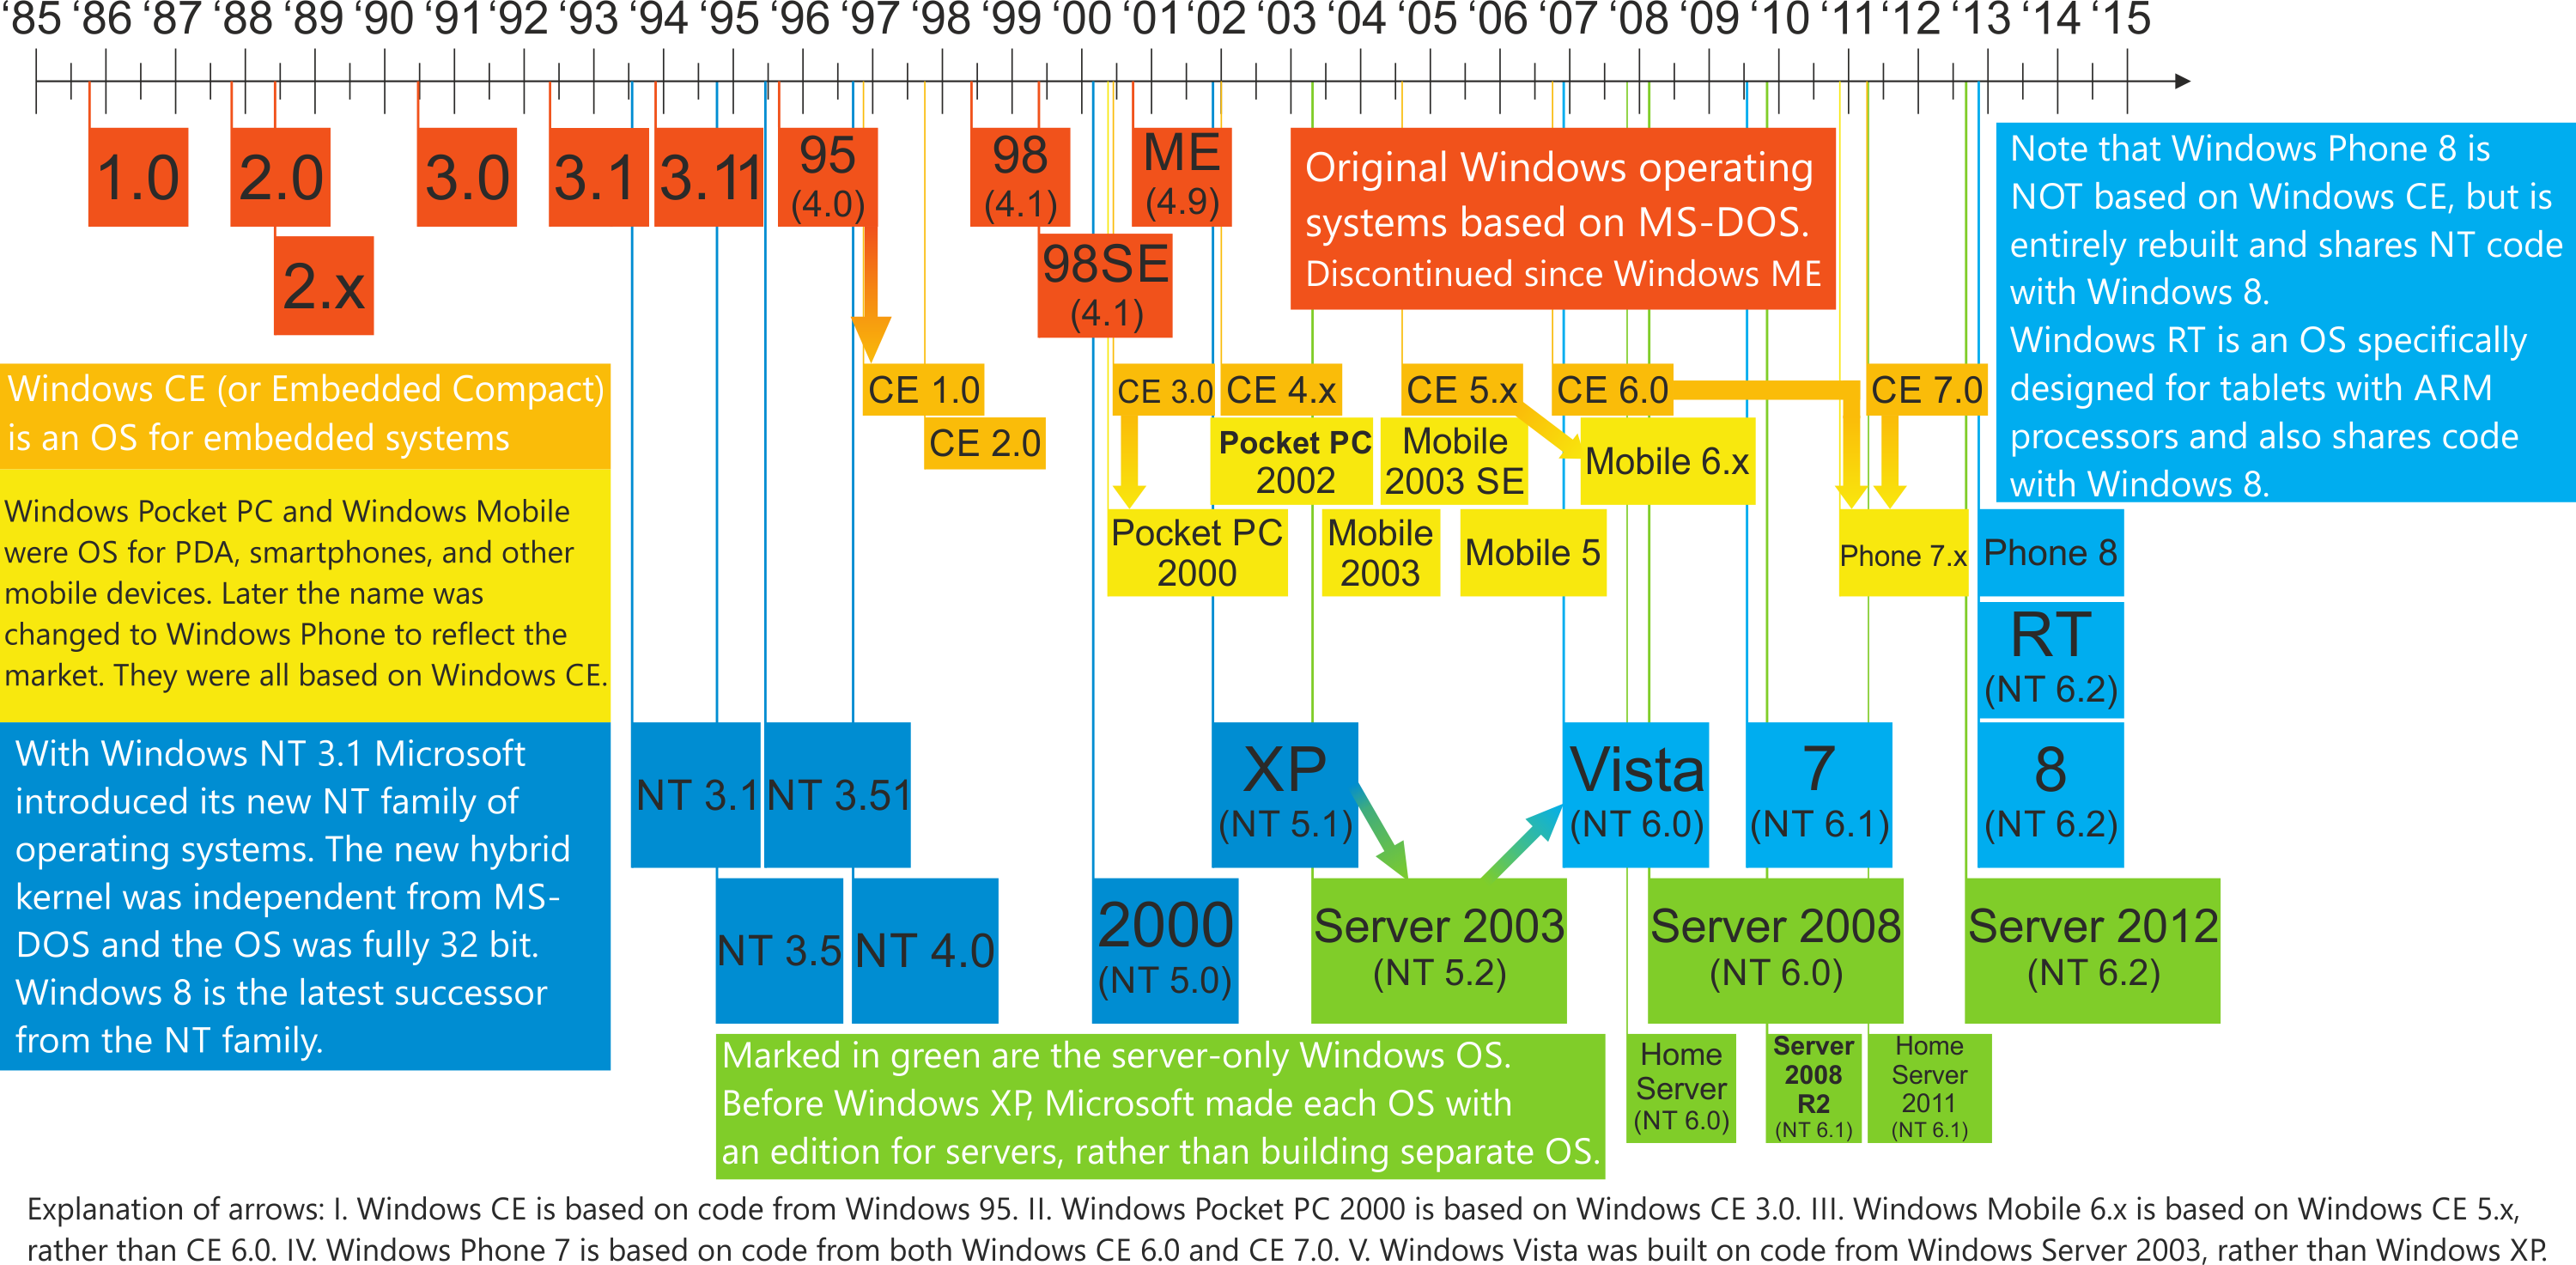 ‘85 ‘86 ‘87 ‘88 ‘89 ‘90 ‘91 ‘92 ‘93 ‘94 ‘95 ‘96 ‘97 ‘98 ‘99 ‘00 ‘01 ‘02 ‘03 ‘04 ‘05 ‘06 ‘07 ‘08 ‘09 ‘10 ‘11 ‘12 ‘13 ‘14 ‘15
1.0
2.0
2.x
3.0
3.1
3.11
95
(4.0)
98
(4.1)
98SE
(4.1)
ME
(4.9)
Original Windows operating
systems based on MS-DOS.
Discontinued since Windows ME
Note that Windows Phone 8 is
NOT based on Windows CE, but is
entirely rebuilt and shares NT code
with Windows 8.
Windows RT is an OS specifically
designed for tablets with ARM
processors and also shares code
with Windows 8.
Windows CE (or Embedded Compact)
is an OS for embedded systems
CE 1.0
CE 2.0
CE 3.0
CE 4.x
CE 5.x
CE 6.0
CE 7.0
Windows Pocket PC and Windows Mobile
were OS for PDA, smartphones, and other
mobile devices. Later the name was
changed to Windows Phone to reflect the
market. They were all based on Windows CE.
Pocket PC
2000
Pocket PC
2002
Mobile
2003
Mobile
2003 SE
Mobile 5
Mobile 6.x
Phone 7.x
Phone 8
RT
(NT 6.2)
With Windows NT 3.1 Microsoft
introduced its new NT family of
operating systems. The new hybrid
kernel was independent from MS-
DOS and the OS was fully 32 bit.
Windows 8 is the latest successor
from the NT family.
NT 3.1
NT 3.51
XP
(NT 5.1)
Vista
(NT 6.0)
7
(NT 6.1)
8
(NT 6.2)
NT 3.5
NT 4.0
2000
(NT 5.0)
Server 2003
(NT 5.2)
Server 2008
(NT 6.0)
Server 2012
(NT 6.2)
Marked in green are the server-only Windows OS.
Before Windows XP, Microsoft made each OS with
an edition for servers, rather than building separate OS.
Home
Server
(NT 6.0)
Server
2008
R2
(NT 6.1)
Home
Server
2011
(NT 6.1)
Explanation of arrows: I. Windows CE is based on code from Windows 95. II. Windows Pocket PC 2000 is based on Windows CE 3.0. III. Windows Mobile 6.x is based on Windows CE 5.x,
rather than CE 6.0. IV. Windows Phone 7 is based on code from both Windows CE 6.0 and CE 7.0. V. Windows Vista was built on code from Windows Server 2003, rather than Windows XP.